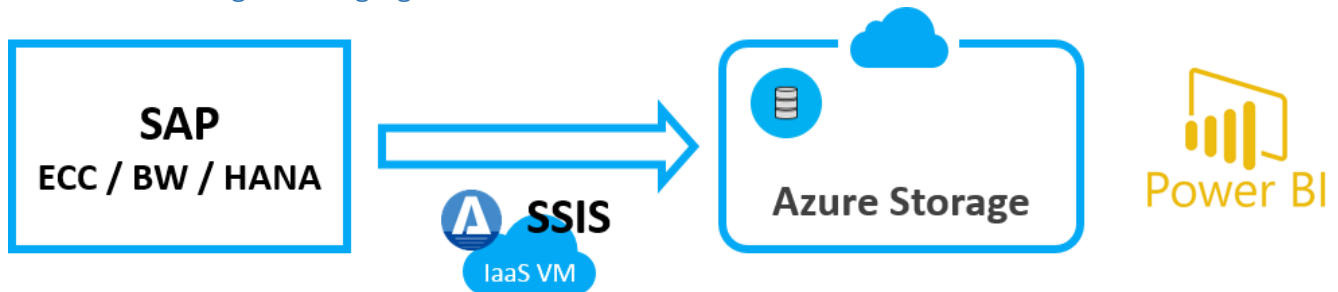 SAP
ECC / BW / HANA
A SSIS
IaaS VM
Azure Storage
Power BI